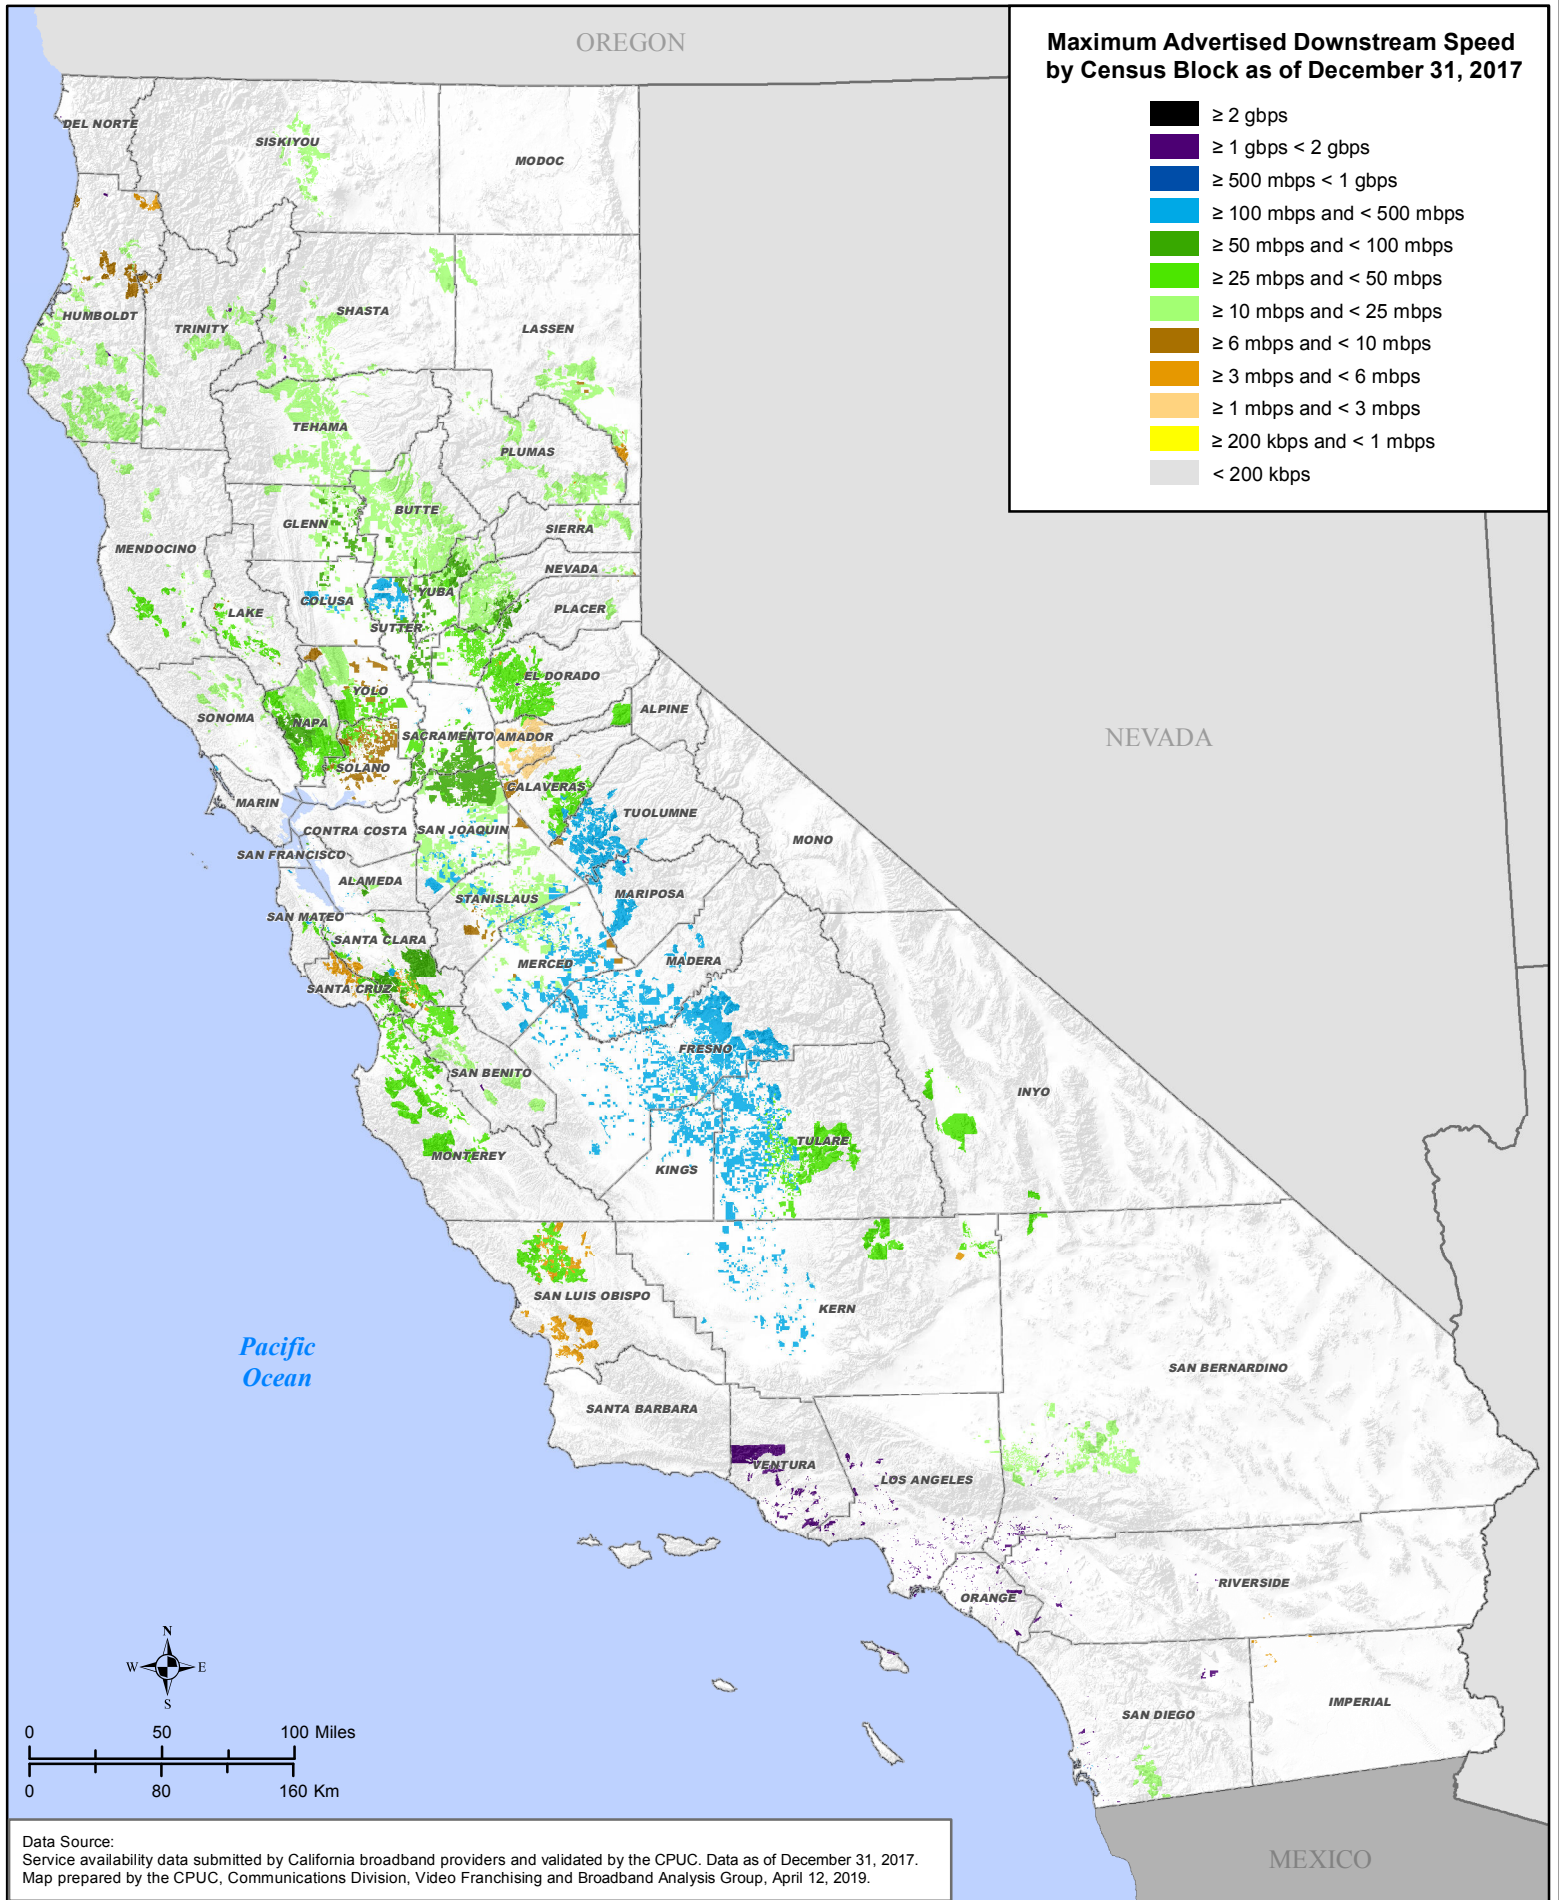 OREGON
Maximum Advertised Downstream Speed
by Census Block as of December 31, 2017
≥ 2 gbps
≥ 1 gbps < 2 gbps
≥ 500 mbps < 1 gbps
≥ 100 mbps and < 500 mbps
≥ 50 mbps and < 100 mbps
≥ 25 mbps and < 50 mbps
≥ 10 mbps and < 25 mbps
≥ 6 mbps and < 10 mbps
≥ 3 mbps and < 6 mbps
≥ 1 mbps and < 3 mbps
≥ 200 kbps and < 1 mbps
< 200 kbps
DEL NORTE
SISKIYOU
MODOC
HUMBOLDT
TRINITY
SHASTA
LASSEN
TEHAMA
PLUMAS
GLENN
BUTTE
SIERRA
MENDOCINO
NEVADA
COLUSA
YUBA
LAKE
PLACER
SUTTER
EL DORADO
YOLO
ALPINE
SONOMA
NAPA
SACRAMENTO
AMADOR
NEVADA
SOLANO
CALAVERAS
MARIN
TUOLUMNE
CONTRA COSTA
SAN JOAQUIN
MONO
SAN FRANCISCO
ALAMEDA
STANISLAUS
MARIPOSA
SAN MATEO
SANTA CLARA
MERCED
MADERA
SANTA CRUZ
FRESNO
SAN BENITO
INYO
MONTEREY
TULARE
KINGS
SAN LUIS OBISPO
KERN
Pacific
Ocean
SAN BERNARDINO
SANTA BARBARA
VENTURA
LOS ANGELES
RIVERSIDE
ORANGE
SAN DIEGO
IMPERIAL
N
W E
S
0 50 100 Miles
0 80 160 Km
MEXICO
Data Source:
Service availability data submitted by California broadband providers and validated by the CPUC. Data as of December 31, 2017.
Map prepared by the CPUC, Communications Division, Video Franchising and Broadband Analysis Group, April 12, 2019.